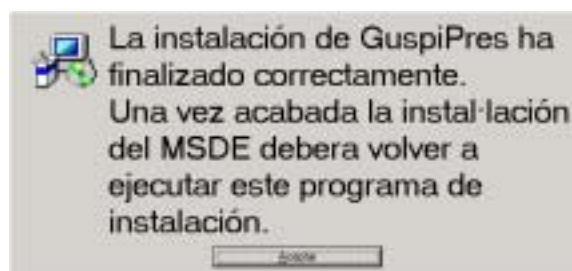 La instalación de GuspiPres ha
finalizado correctamente.
Una vez acabada la instal·lación
del MSDE debera volver a
ejecutar este programa de
instalación.